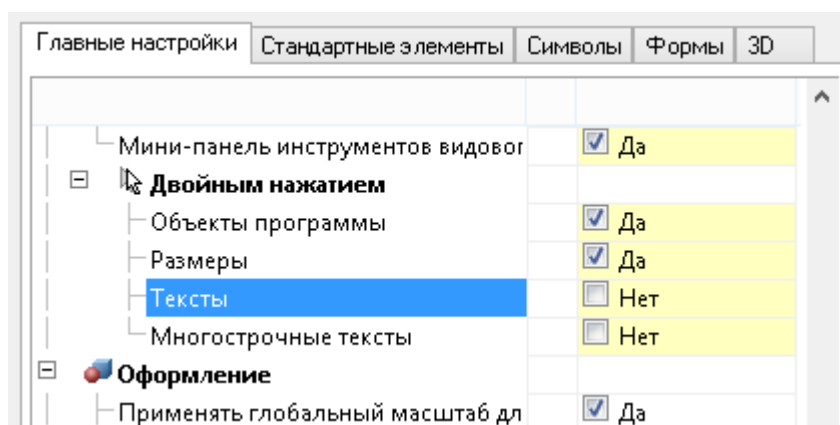 Главные настройки Стандартные элементы Символы Формы 3D
Мини-панель инструментов видовог Да
Двойным нажатием
Объекты программы Да
Размеры Да
Тексты Нет
Многострочные тексты Нет
Оформление
Применять глобальный масштаб дл Да